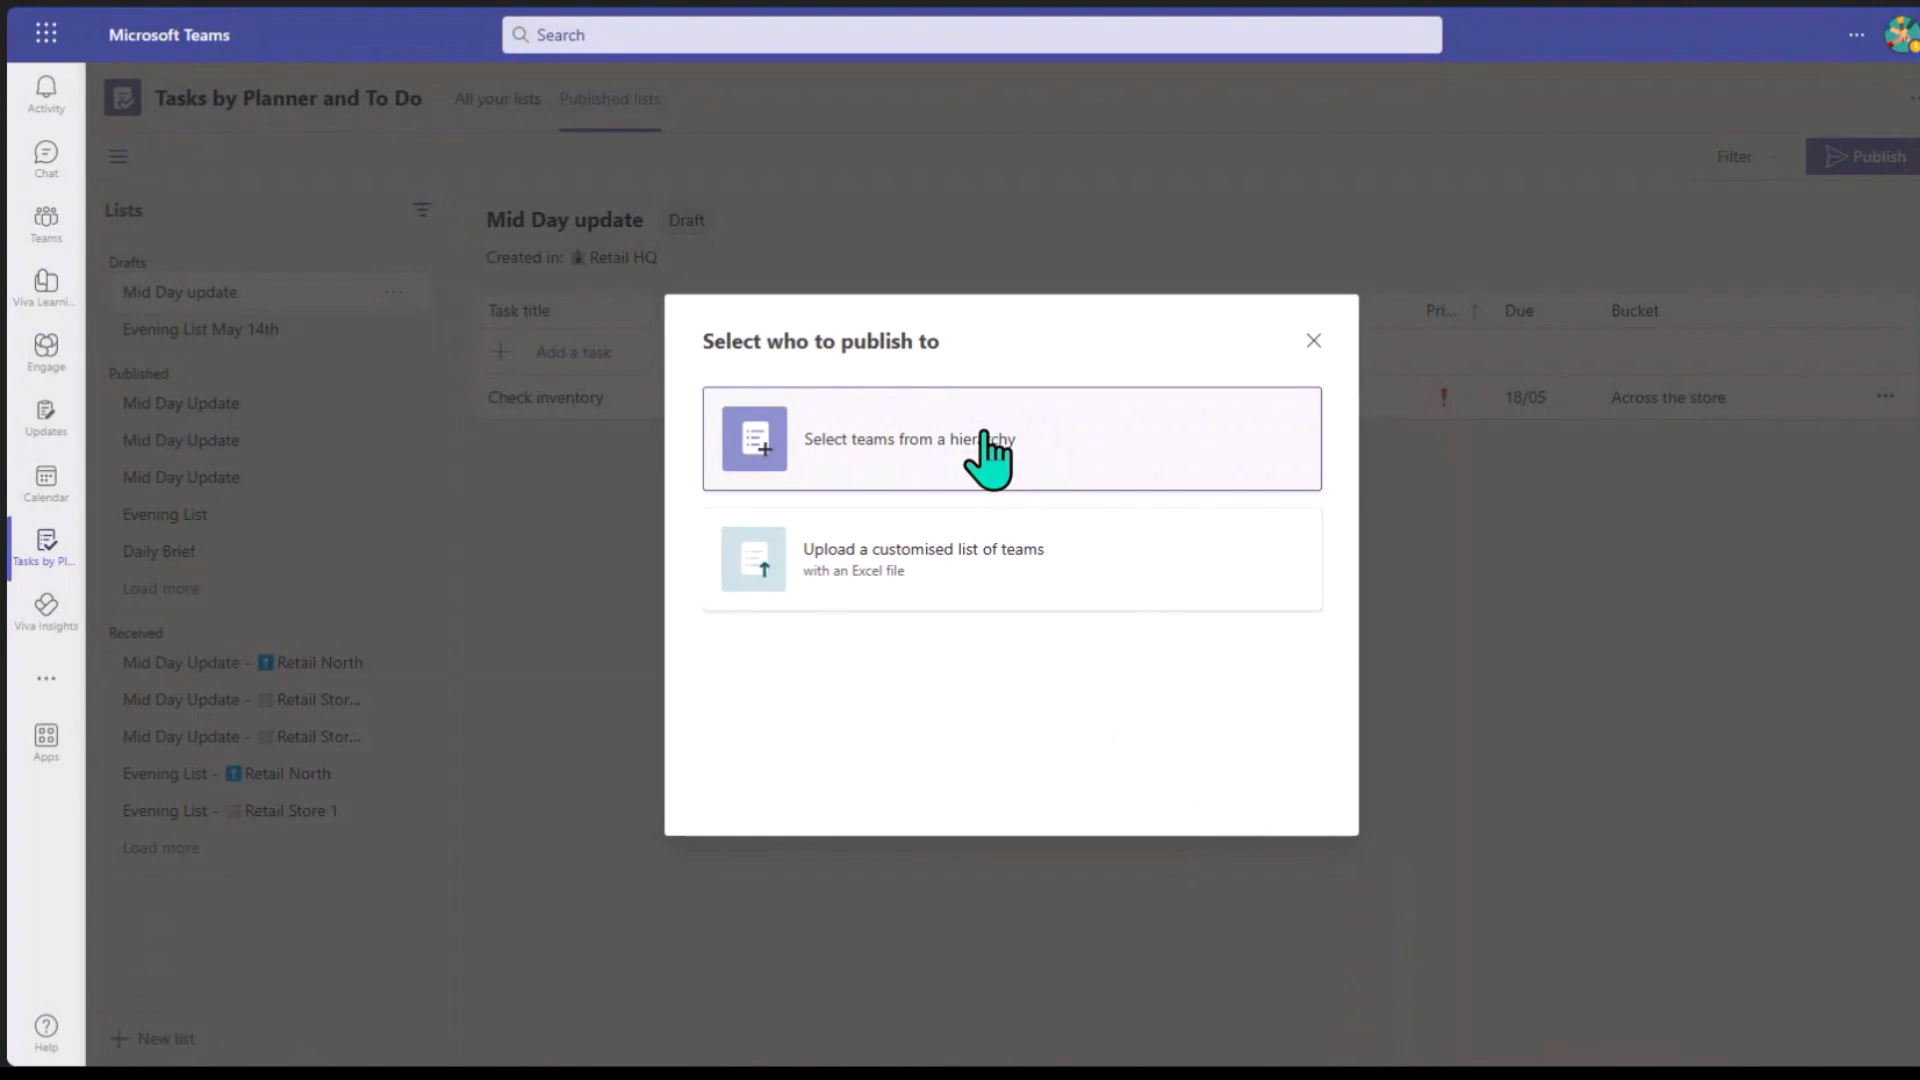 Microsoft Teams
Search
Activity
Chat
Teams
Viva Learni...
Engage
Updates
Calendar
Tasks by Pl...
Viva Insights
Apps
Help
Tasks by Planner and To Do
All your lists
Published lists
Filter
Publish
Lists
Drafts
Mid Day update
Evening List May 14th
Published
Mid Day Update
Mid Day Update
Mid Day Update
Evening List
Daily Brief
Load more
Received
Mid Day Update - Retail North
Mid Day Update - Retail Stor...
Mid Day Update - Retail Stor...
Evening List - Retail North
Evening List - Retail Store 1
Load more
New list
Mid Day update Draft
Created in: Retail HQ
Task title Pri... Due Bucket
Add a task
Check inventory 18/05 Across the store
Select who to publish to
Select teams from a hierarchy
Upload a customised list of teams
with an Excel file